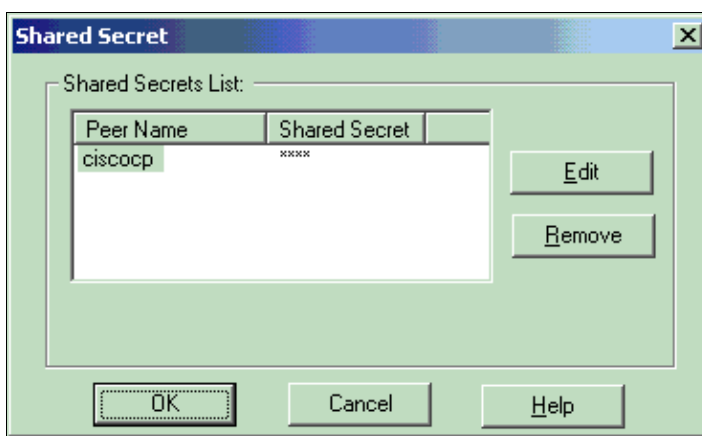 Shared Secret
Shared Secrets List:
Peer Name Shared Secret
ciscocp ****
Edit
Remove
OK Cancel Help